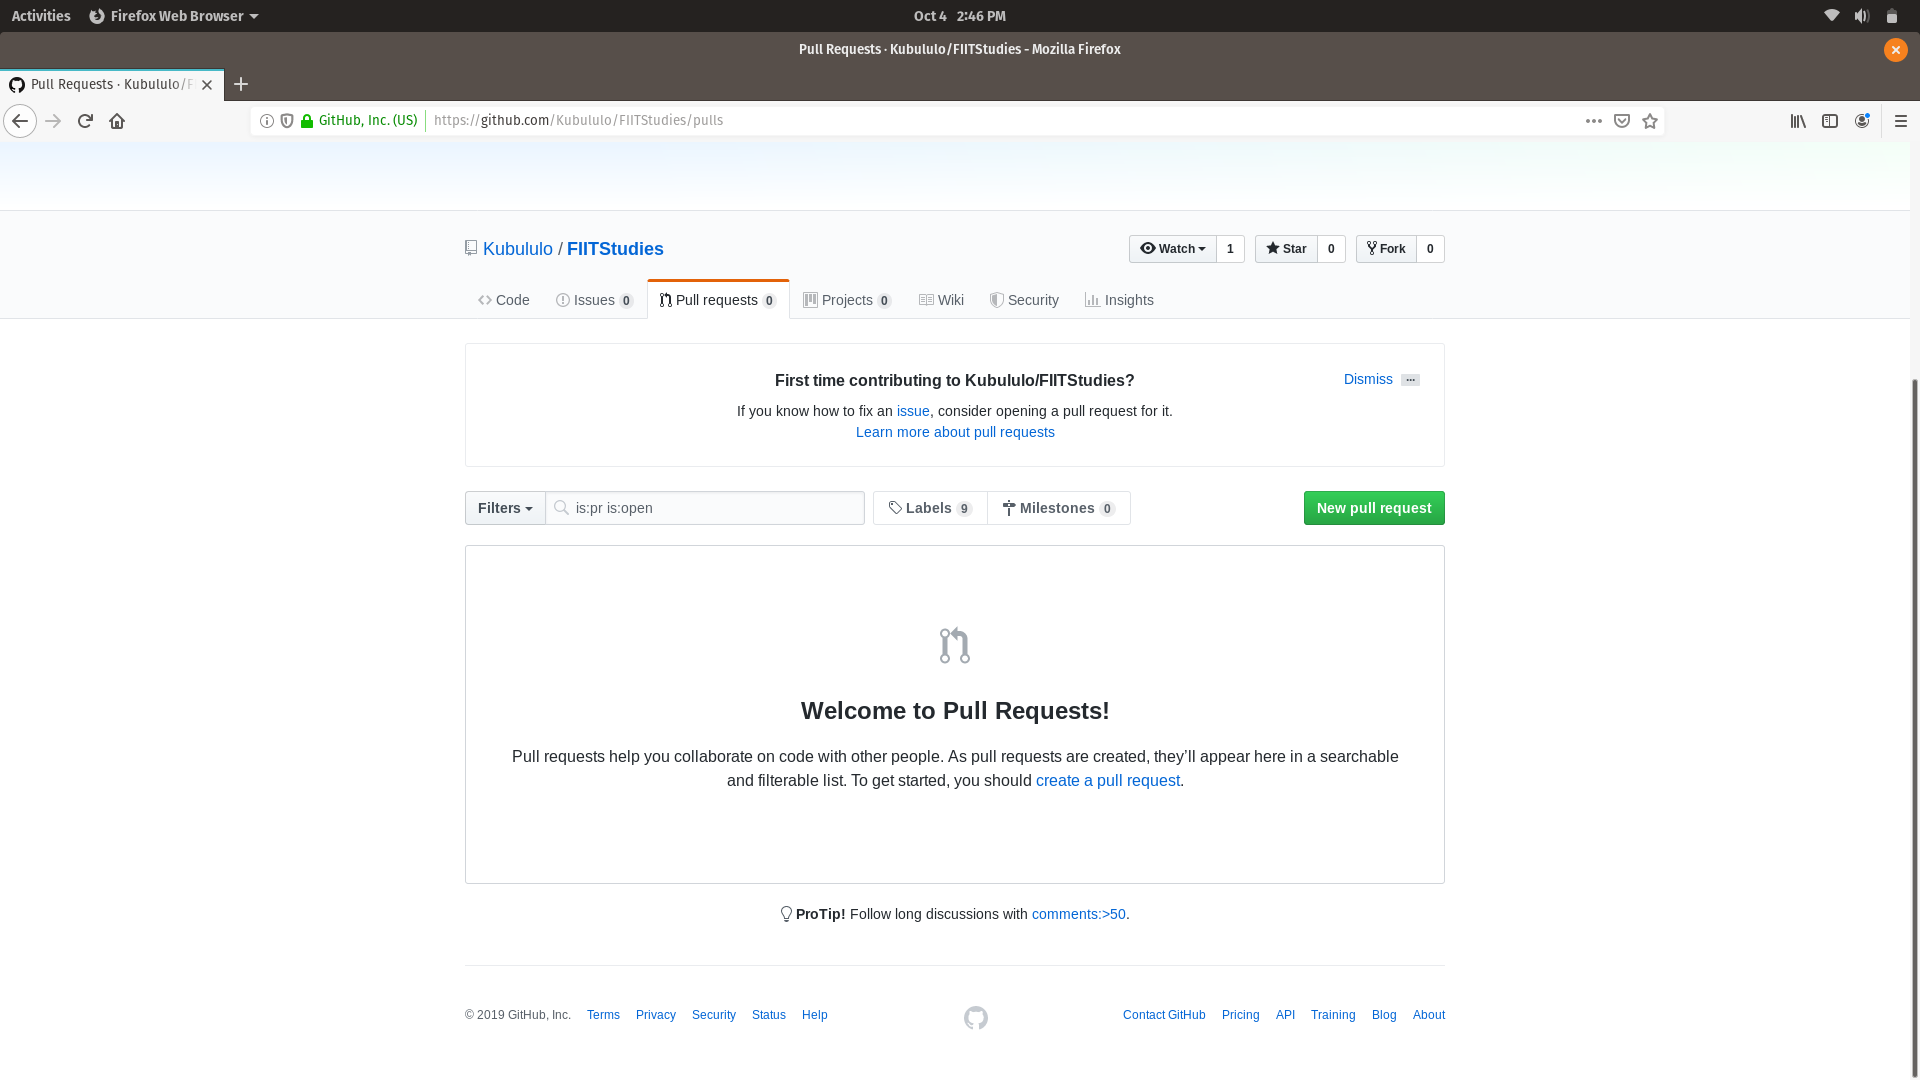 Activities Firefox Web Browser Oct 4 2:46 PM
Pull Requests · Kubululo/FIITStudies - Mozilla Firefox
Pull Requests · Kubululo/F
GitHub, Inc. (US) https://github.com/Kubululo/FIITStudies/pulls
Kubululo / FIITStudies Watch 1 Star 0 Fork 0
Code Issues 0 Pull requests 0 Projects 0 Wiki Security Insights
First time contributing to Kubululo/FIITStudies? Dismiss ...
If you know how to fix an issue, consider opening a pull request for it.
Learn more about pull requests
Filters is:pr is:open Labels 9 Milestones 0 New pull request
Welcome to Pull Requests!
Pull requests help you collaborate on code with other people. As pull requests are created, they’ll appear here in a searchable
and filterable list. To get started, you should create a pull request.
ProTip! Follow long discussions with comments:>50.
© 2019 GitHub, Inc. Terms Privacy Security Status Help Contact GitHub Pricing API Training Blog About